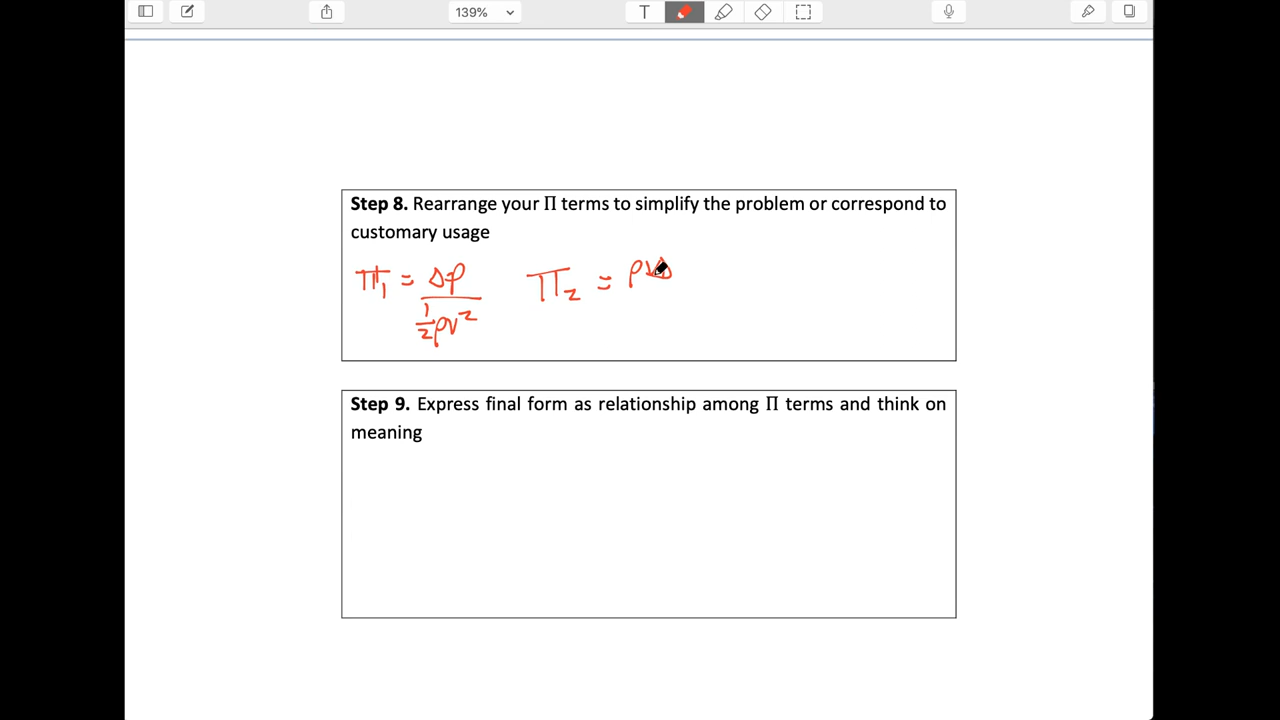 139%
T
Step 8. Rearrange your Π terms to simplify the problem or correspond to
customary usage
Π₁ = Δp / ½ρV² Π₂ = ρV
Step 9. Express final form as relationship among Π terms and think on
meaning